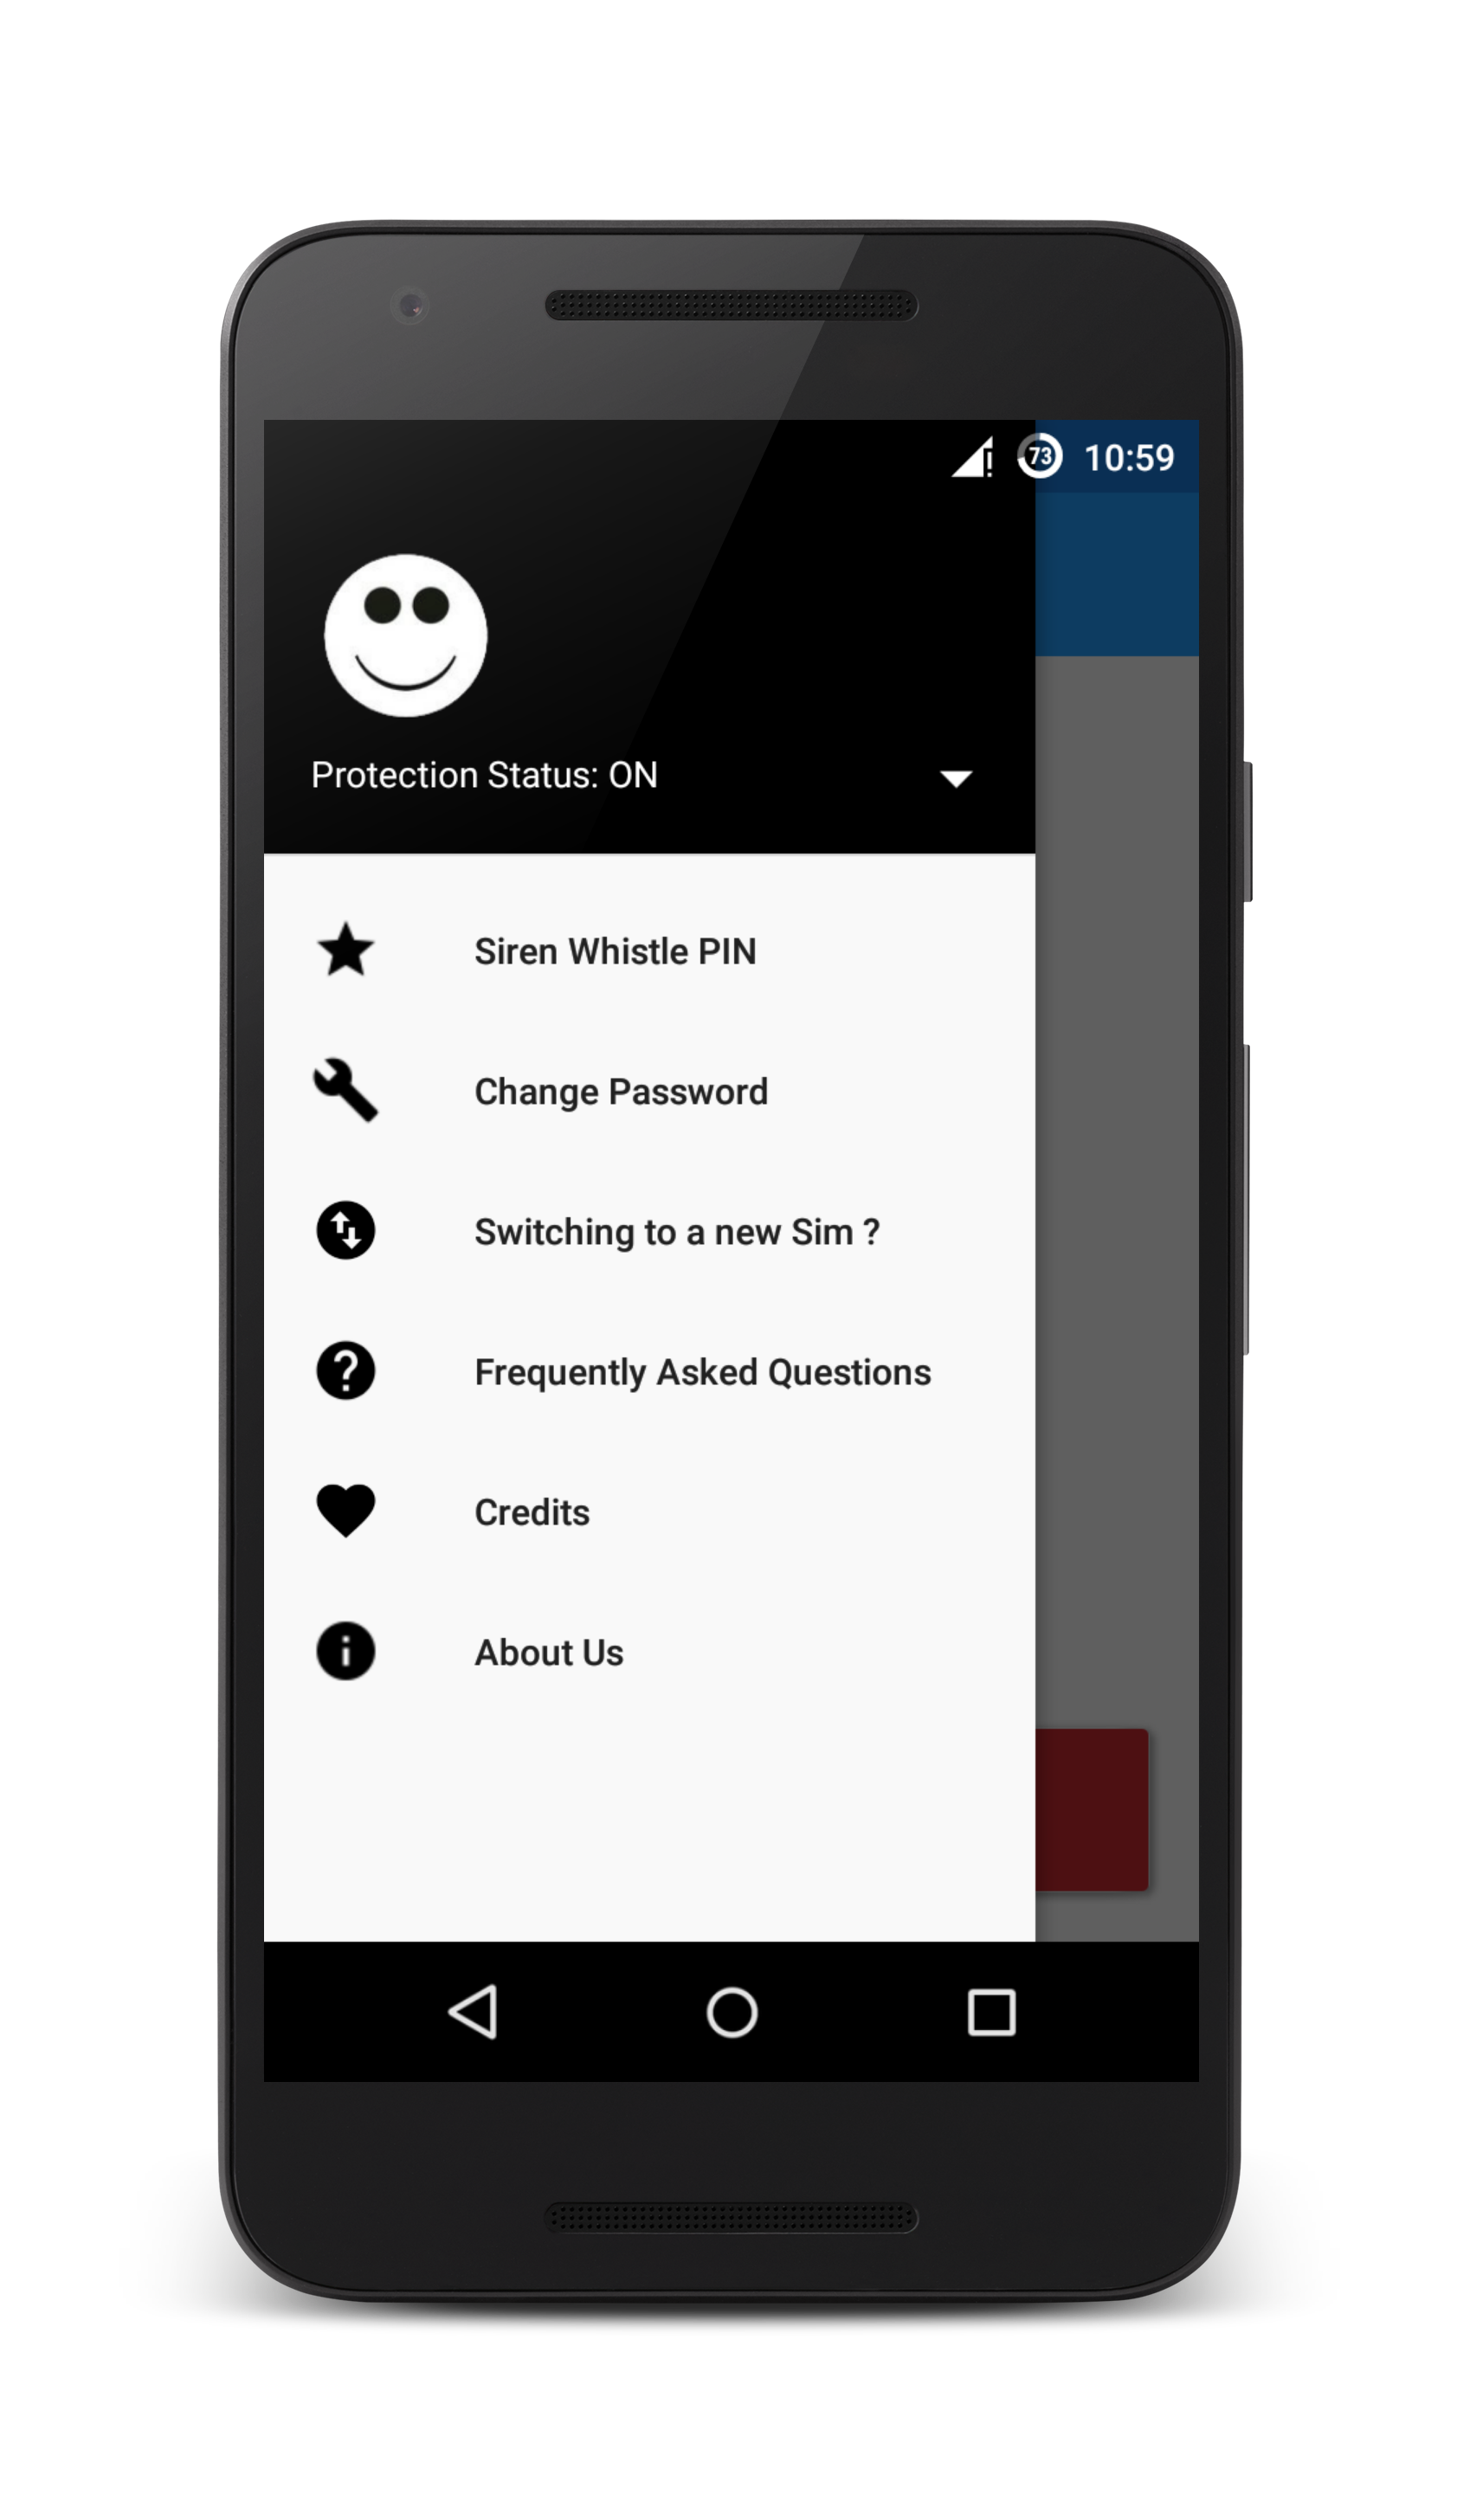 73 10:59
Protection Status: ON
Siren Whistle PIN
Change Password
Switching to a new Sim ?
Frequently Asked Questions
Credits
About Us